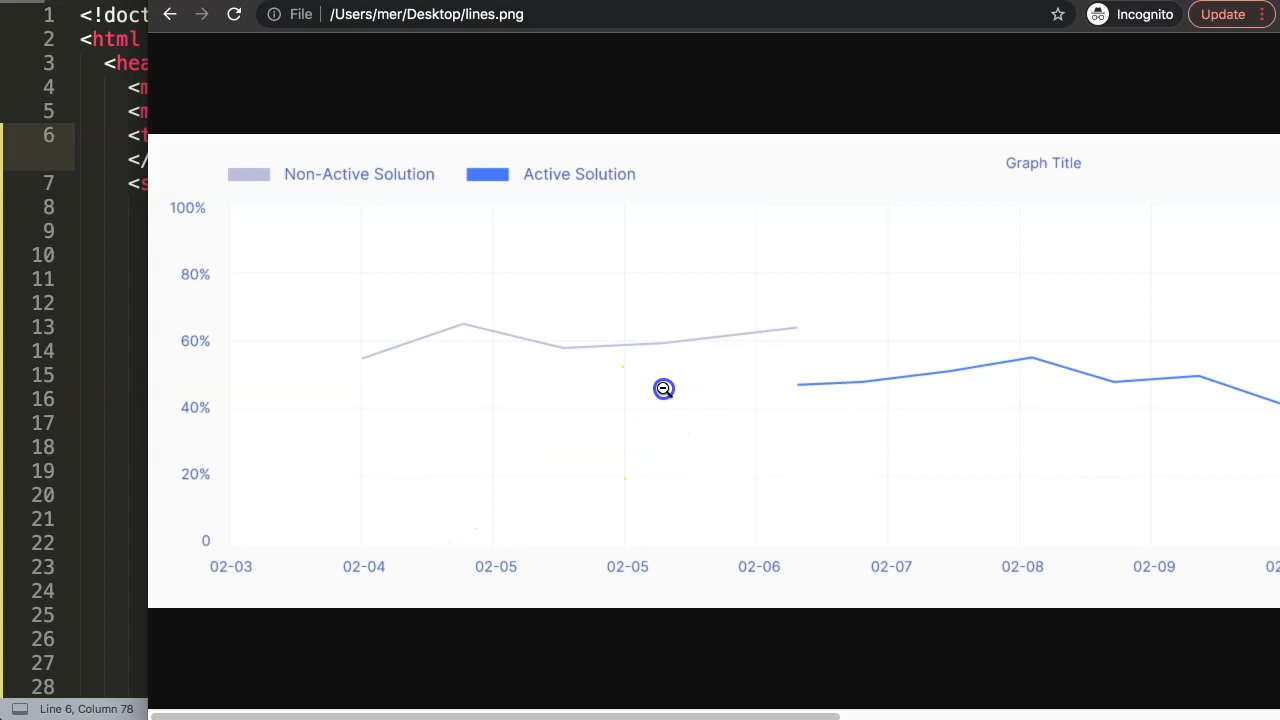 /Users/mer/Desktop/lines.png
File
Incognito
Update
1 <!doct
2 <html
3 <hea
4 <m
5 <m
6 <t
</
7 <s
8
9
10
11
12
13
14
15
16
17
18
19
20
21
22
23
24
25
26
27
28
Line 6, Column 78
Non-Active Solution
Active Solution
Graph Title
100%
80%
60%
40%
20%
0
02-03
02-04
02-05
02-05
02-06
02-07
02-08
02-09
02